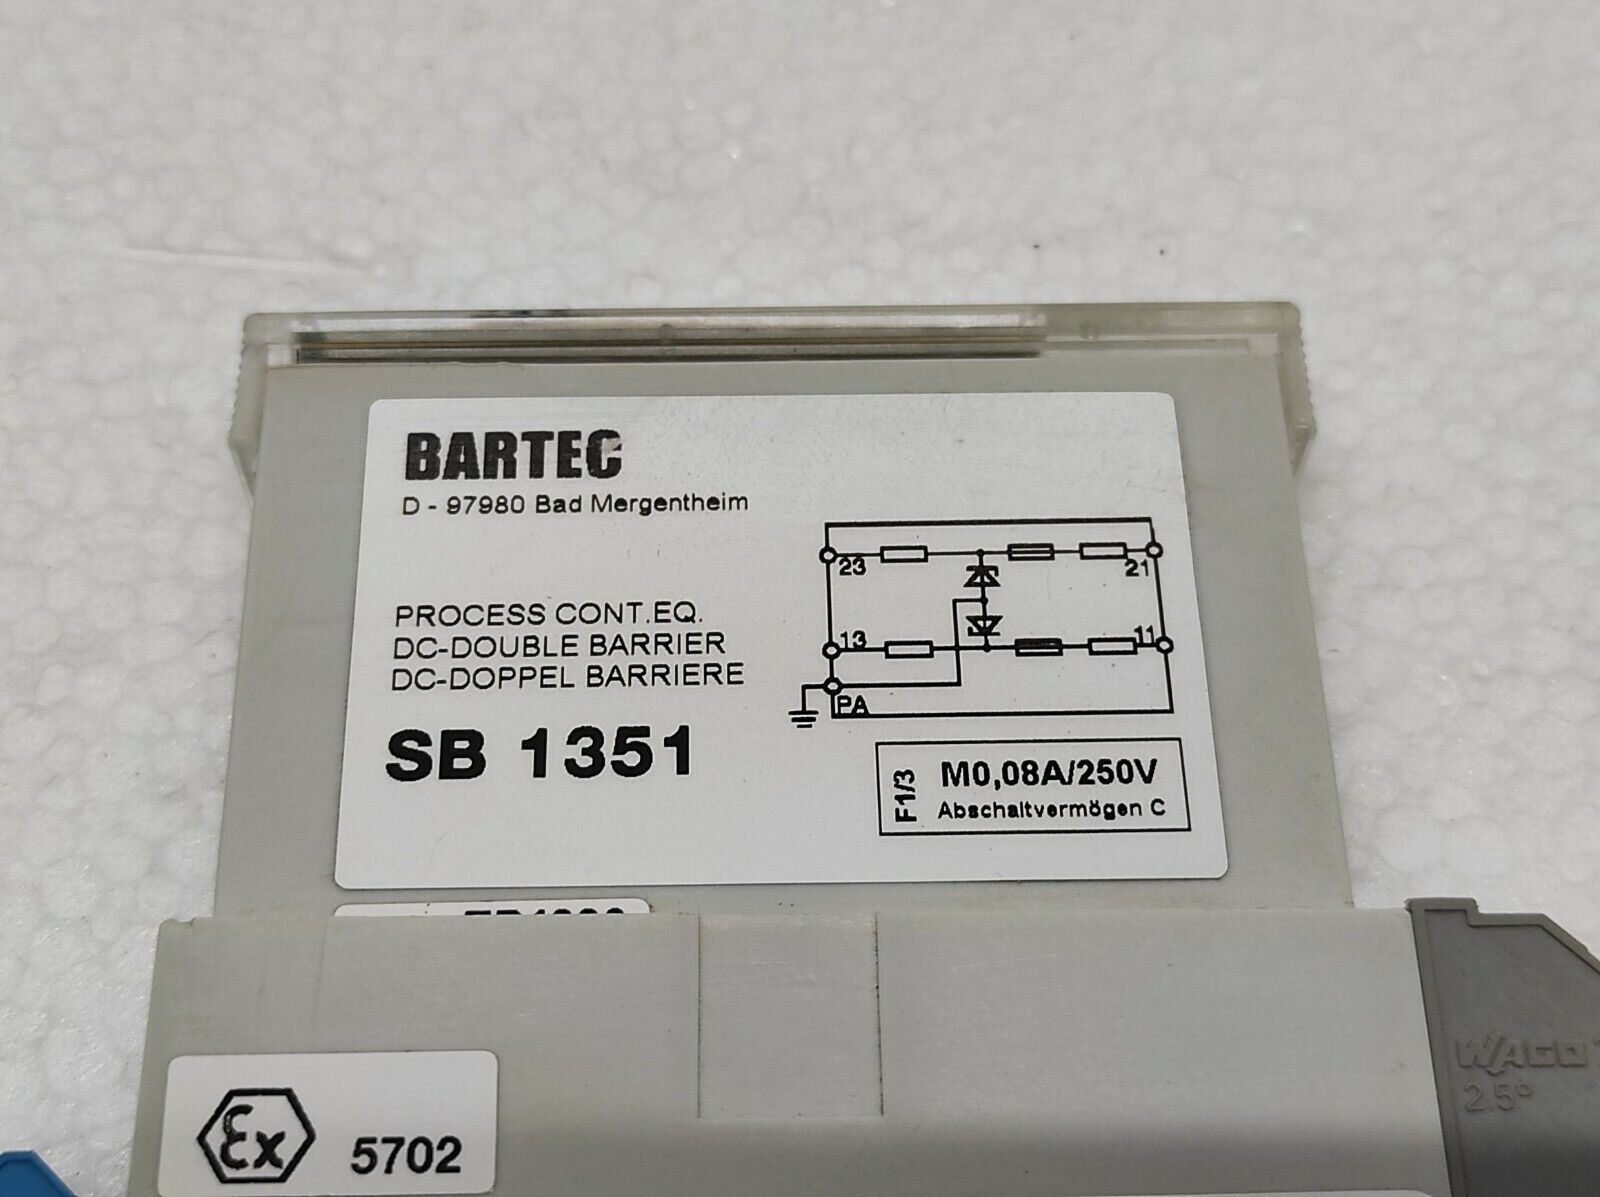 BARTEC
D - 97980 Bad Mergentheim
PROCESS CONT.EQ.
DC-DOUBLE BARRIER
DC-DOPPEL BARRIERE
SB 1351
23
21
13
11
PA
F1/3
M0,08A/250V
Abschaltvermögen C
Ex
5702
WAGO
2.5